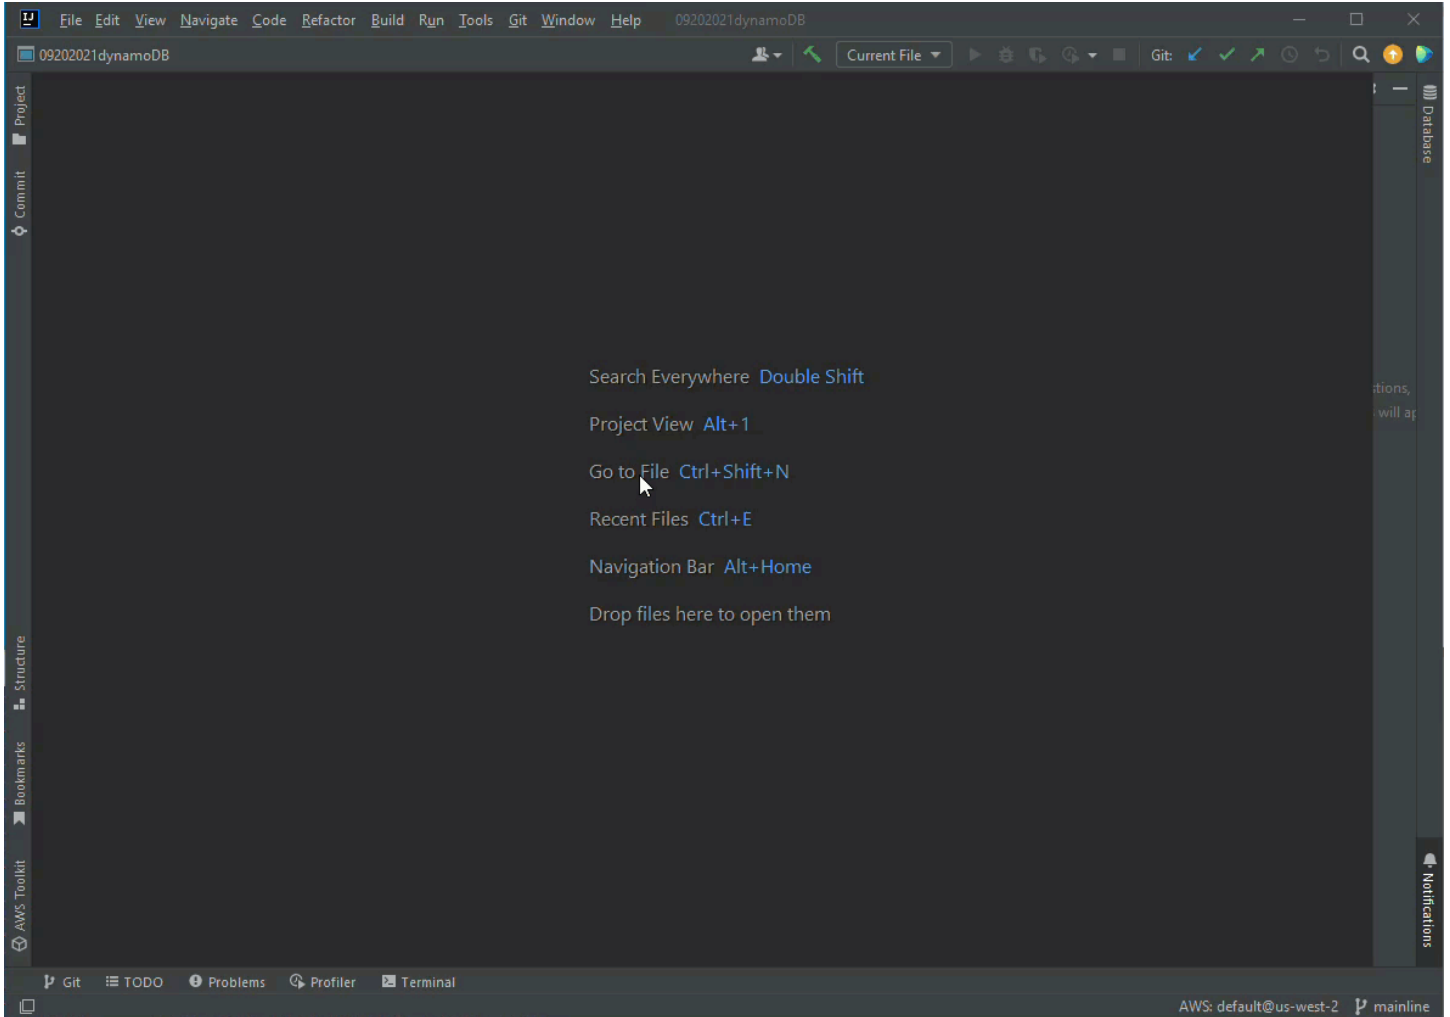 IJ File Edit View Navigate Code Refactor Build Run Tools Git Window Help 09202021dynamoDB
09202021dynamoDB Current File Git:
Project
Commit
Structure
Bookmarks
AWS Toolkit
Search Everywhere Double Shift
Project View Alt+1
Go to File Ctrl+Shift+N
Recent Files Ctrl+E
Navigation Bar Alt+Home
Drop files here to open them
will
Database
Notifications
Git TODO Problems Profiler Terminal
AWS: default@us-west-2 mainline